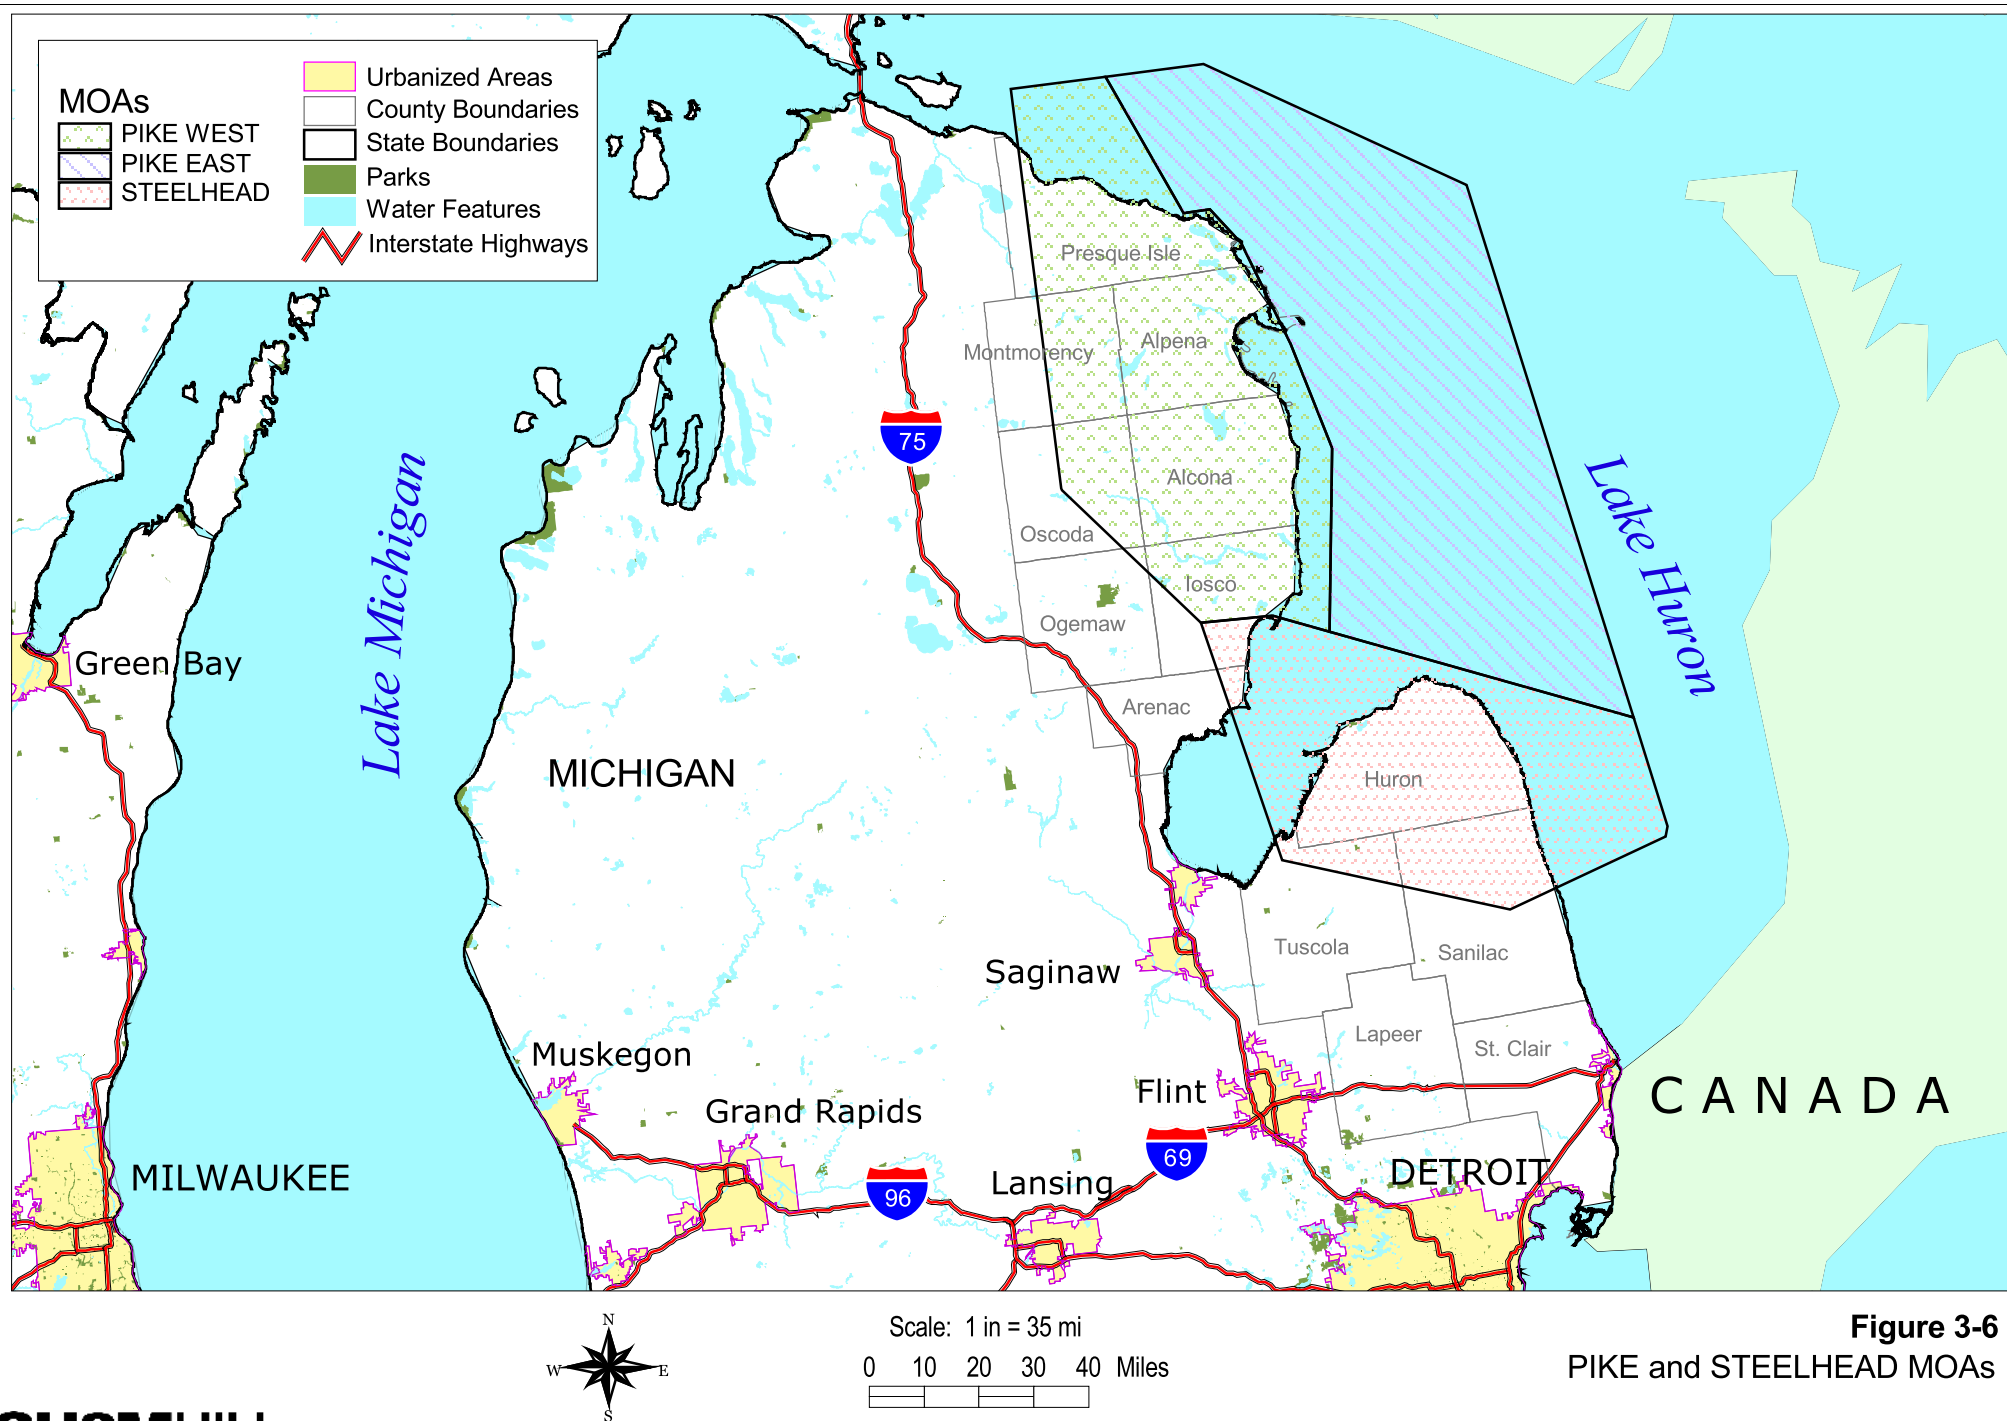 MOAs
PIKE WEST
PIKE EAST
STEELHEAD
Urbanized Areas
County Boundaries
State Boundaries
Parks
Water Features
Interstate Highways
Presque Isle
Montmorency
Alpena
Alcona
Oscoda
Iosco
Ogemaw
Arenac
Huron
Tuscola
Sanilac
Lapeer
St. Clair
75
Lake Michigan
Lake Huron
Green Bay
MICHIGAN
Saginaw
Muskegon
Grand Rapids
Flint
69
CANADA
MILWAUKEE
96
Lansing
DETROIT
N
W
E
S
Scale: 1 in = 35 mi
0 10 20 30 40 Miles
Figure 3-6
PIKE and STEELHEAD MOAs